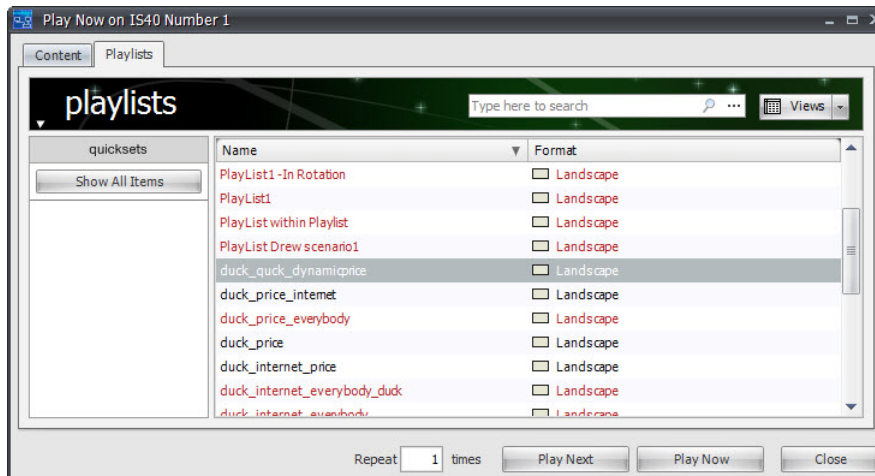 Play Now on IS40 Number 1
Content Playlists
playlists
Type here to search
Views
quicksets
Show All Items
Name Format
PlayList1 -In Rotation Landscape
PlayList1 Landscape
PlayList within Playlist Landscape
PlayList Drew scenario1 Landscape
duck_quck_dynamicprice Landscape
duck_price_internet Landscape
duck_price_everybody Landscape
duck_price Landscape
duck_internet_price Landscape
duck_internet_everybody_duck Landscape
duck_internet_everybody Landscape
Repeat 1 times Play Next Play Now Close